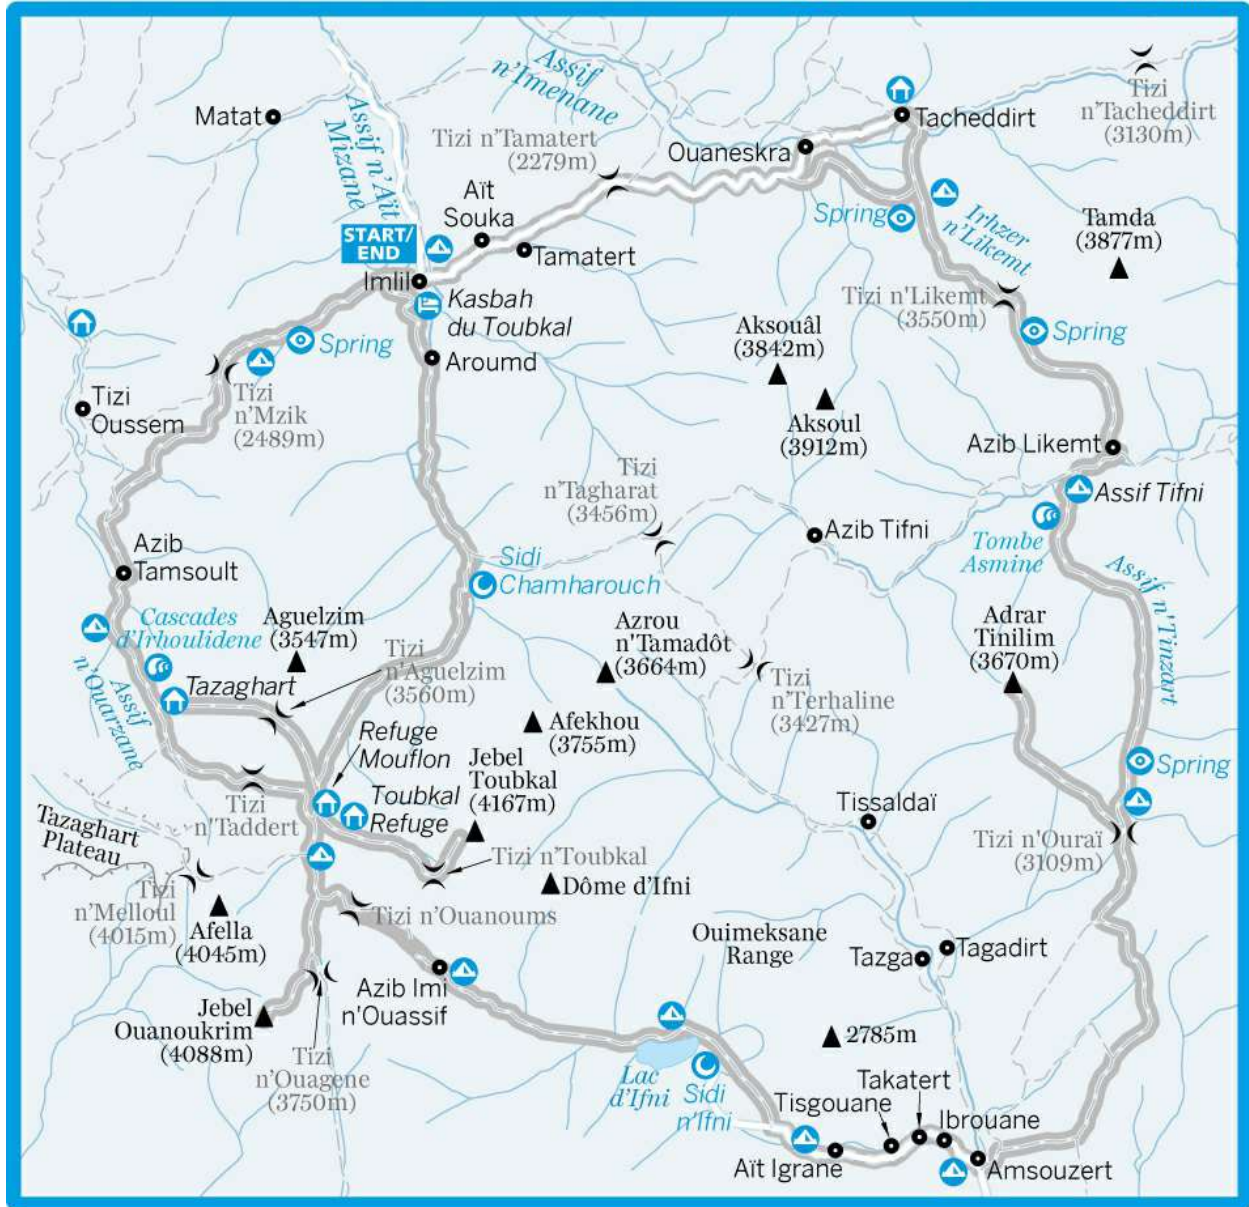 Assif
n'Imenane
Tizi
n'Tacheddirt
(3130m)
Matat
Assif n'Aït
Mizane
Tizi n'Tamatert
(2279m)
Tacheddirt
Ouaneskra
Aït
Souka
Spring
Irhzer
n'Likemt
Tamda
(3877m)
START/
END
Tamatert
Imlil
Kasbah
du Toubkal
Tizi n'Likemt
(3550m)
Spring
Aksouâl
(3842m)
Spring
Aroumd
Tizi
Oussem
Tizi
n'Mzik
(2489m)
Aksoul
(3912m)
Azib Likemt
Tizi
n'Tagharat
(3456m)
Assif Tifni
Azib Tifni
Tombe
Asmine
Azib
Tamsoult
Sidi
Chamharouch
Assif n'Tinzaart
Cascades
d'Irhoulidene
Aguelzim
(3547m)
Azrou
n'Tamadôt
(3664m)
Adrar
Tinilim
(3670m)
Tizi
n'Aguelzim
(3560m)
Assif
n'Ouarzane
Tazaghart
Tizi
n'Terhaline
(3427m)
Refuge
Mouflon
Afekhou
(3755m)
Jebel
Toubkal
(4167m)
Spring
Toubkal
Refuge
Tizi
n'Taddert
Tissaldaï
Tazaghart
Plateau
Tizi n'Ouraï
(3109m)
Tizi n'Toubkal
Dôme d'Ifni
Tizi
n'Melloul
(4015m)
Afella
(4045m)
Tizi n'Ouanoums
Ouimeksane
Range
Tazga
Tagadirt
Azib Imi
n'Ouassif
Jebel
Ouanoukrim
(4088m)
Tizi
n'Ouagene
(3750m)
2785m
Lac
d'Ifni
Sidi
n'Ifni
Takatert
Tisgouane
Ibrouane
Aït Igrane
Amsouzert